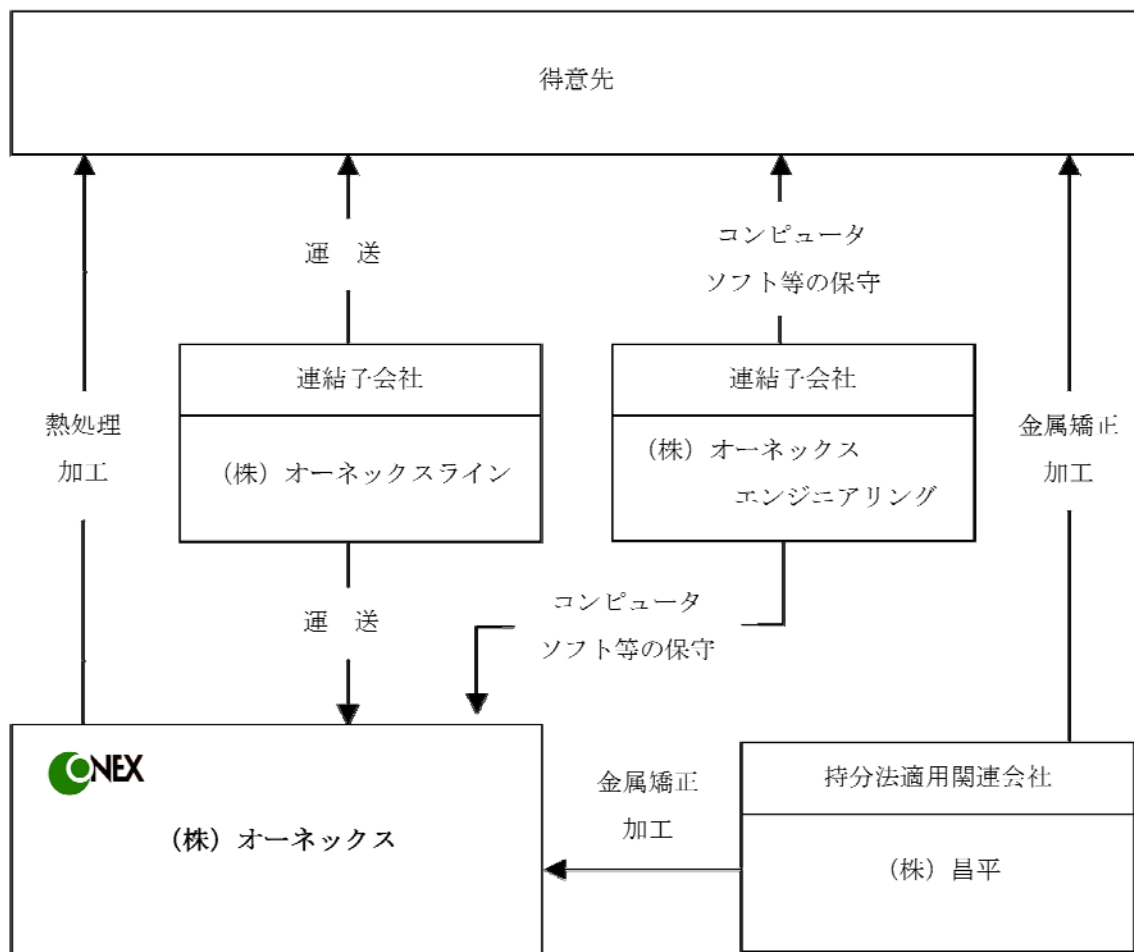 得意先
運　送
コンピュータ
ソフト等の保守
連結子会社
連結子会社
熱処理
加工
金属矯正
加工
（株）オーネックスライン
（株）オーネックス
エンジニアリング
運　送
コンピュータ
ソフト等の保守
ONEX
（株）オーネックス
金属矯正
加工
持分法適用関連会社
（株）昌平